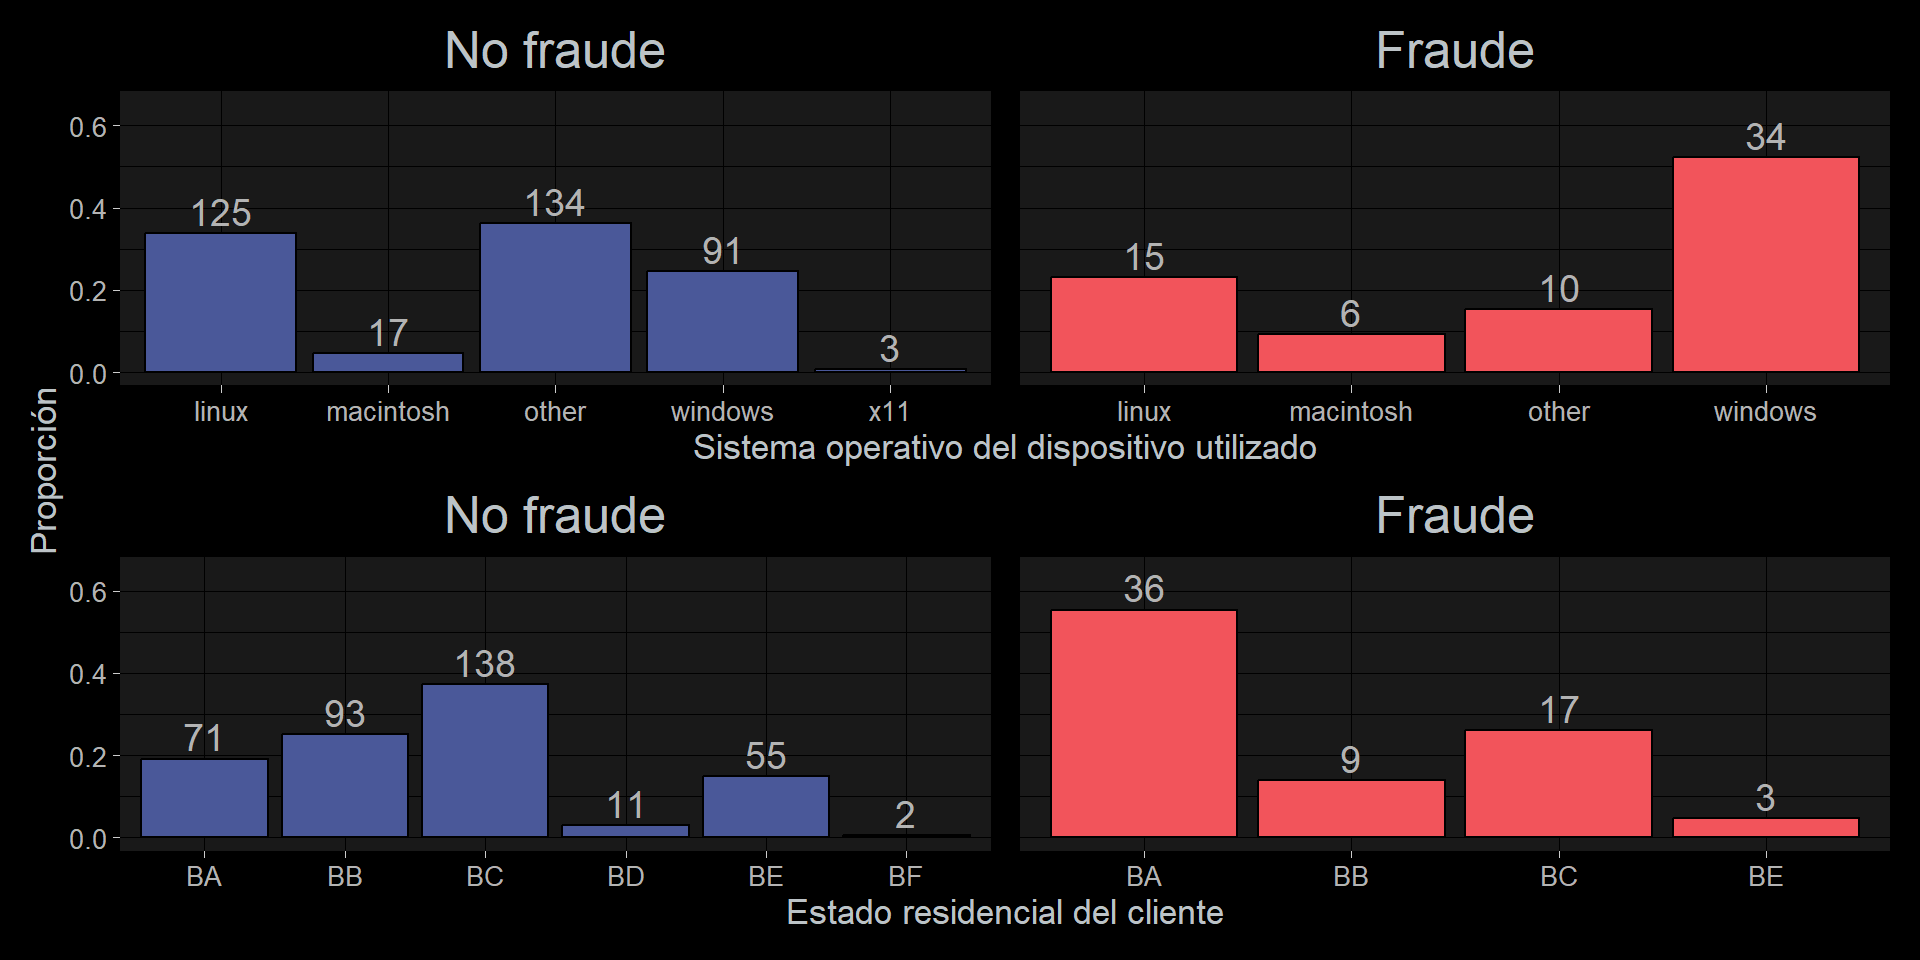 No fraude
Fraude
0.6
0.4
0.2
0.0
125
17
134
91
3
15
6
10
34
linux
macintosh
other
windows
x11
linux
macintosh
other
windows
Sistema operativo del dispositivo utilizado
Proporción
No fraude
Fraude
0.6
0.4
0.2
0.0
71
93
138
11
55
2
36
9
17
3
BA
BB
BC
BD
BE
BF
BA
BB
BC
BE
Estado residencial del cliente